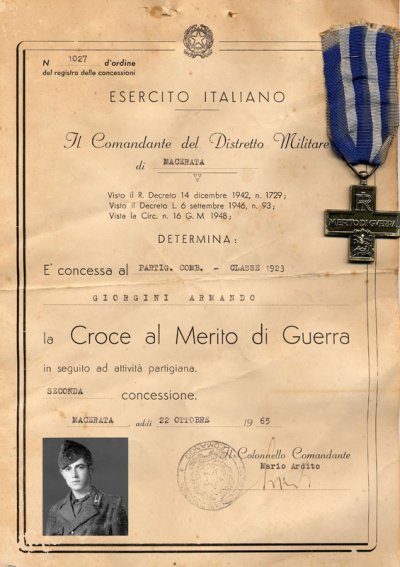 N 1027 d'ordine
del registro delle concessioni
ESERCITO ITALIANO
Il Comandante del Distretto Militare
di MACERATA
Visto il R. Decreto 14 dicembre 1942, n. 1729;
Visto il Decreto L. 6 settembre 1946, n. 93;
Vista la Circ. n. 16 G. M 1948;
DETERMINA:
E' concessa al PARTIG. COMB. - CLASSE 1923
GIORGINI ARMANDO
la Croce al Merito di Guerra
in seguito ad attività partigiana.
SECONDA concessione.
MACERATA, addì 22 OTTOBRE 1965
Il Colonnello Comandante
Mario Ardito
R
MERITO DI GVERRA